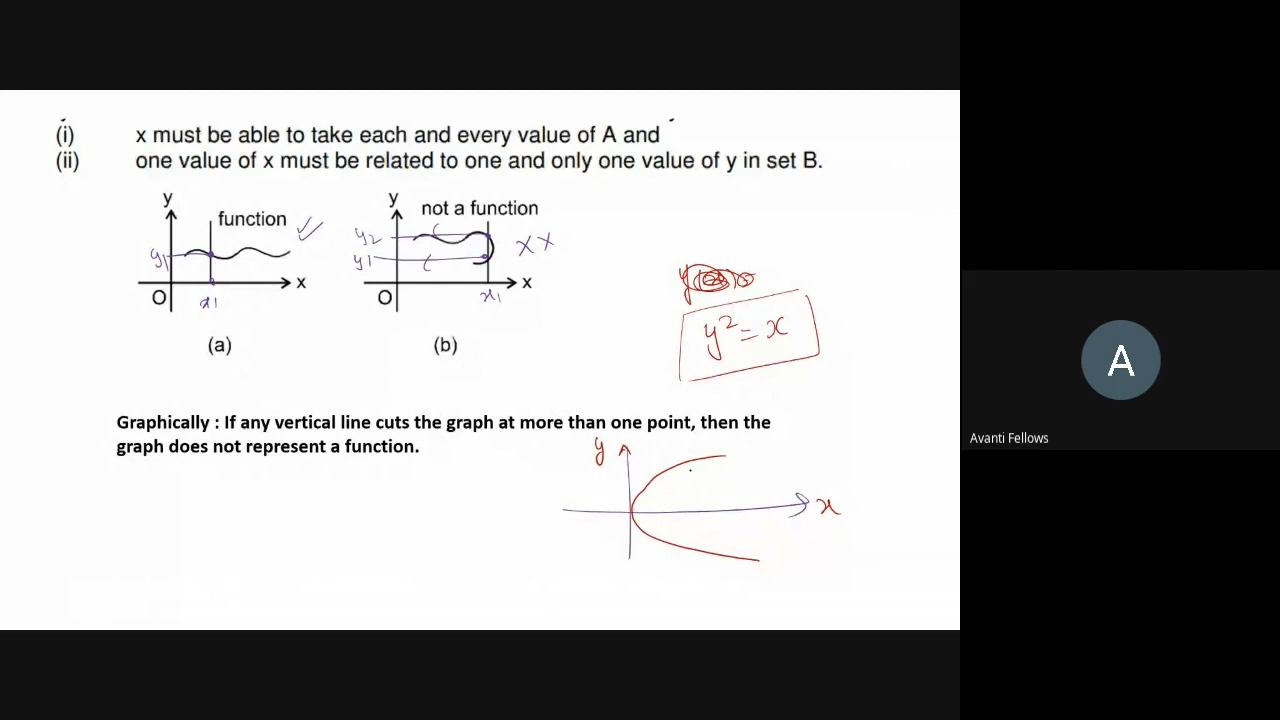 (i) x must be able to take each and every value of A and
(ii) one value of x must be related to one and only one value of y in set B.
y
function
y1
x
O
x1
(a)
y
not a function
y2
y1
x
O
x1
(b)
y² = x
Graphically : If any vertical line cuts the graph at more than one point, then the
graph does not represent a function.
y
x
A
Avanti Fellows